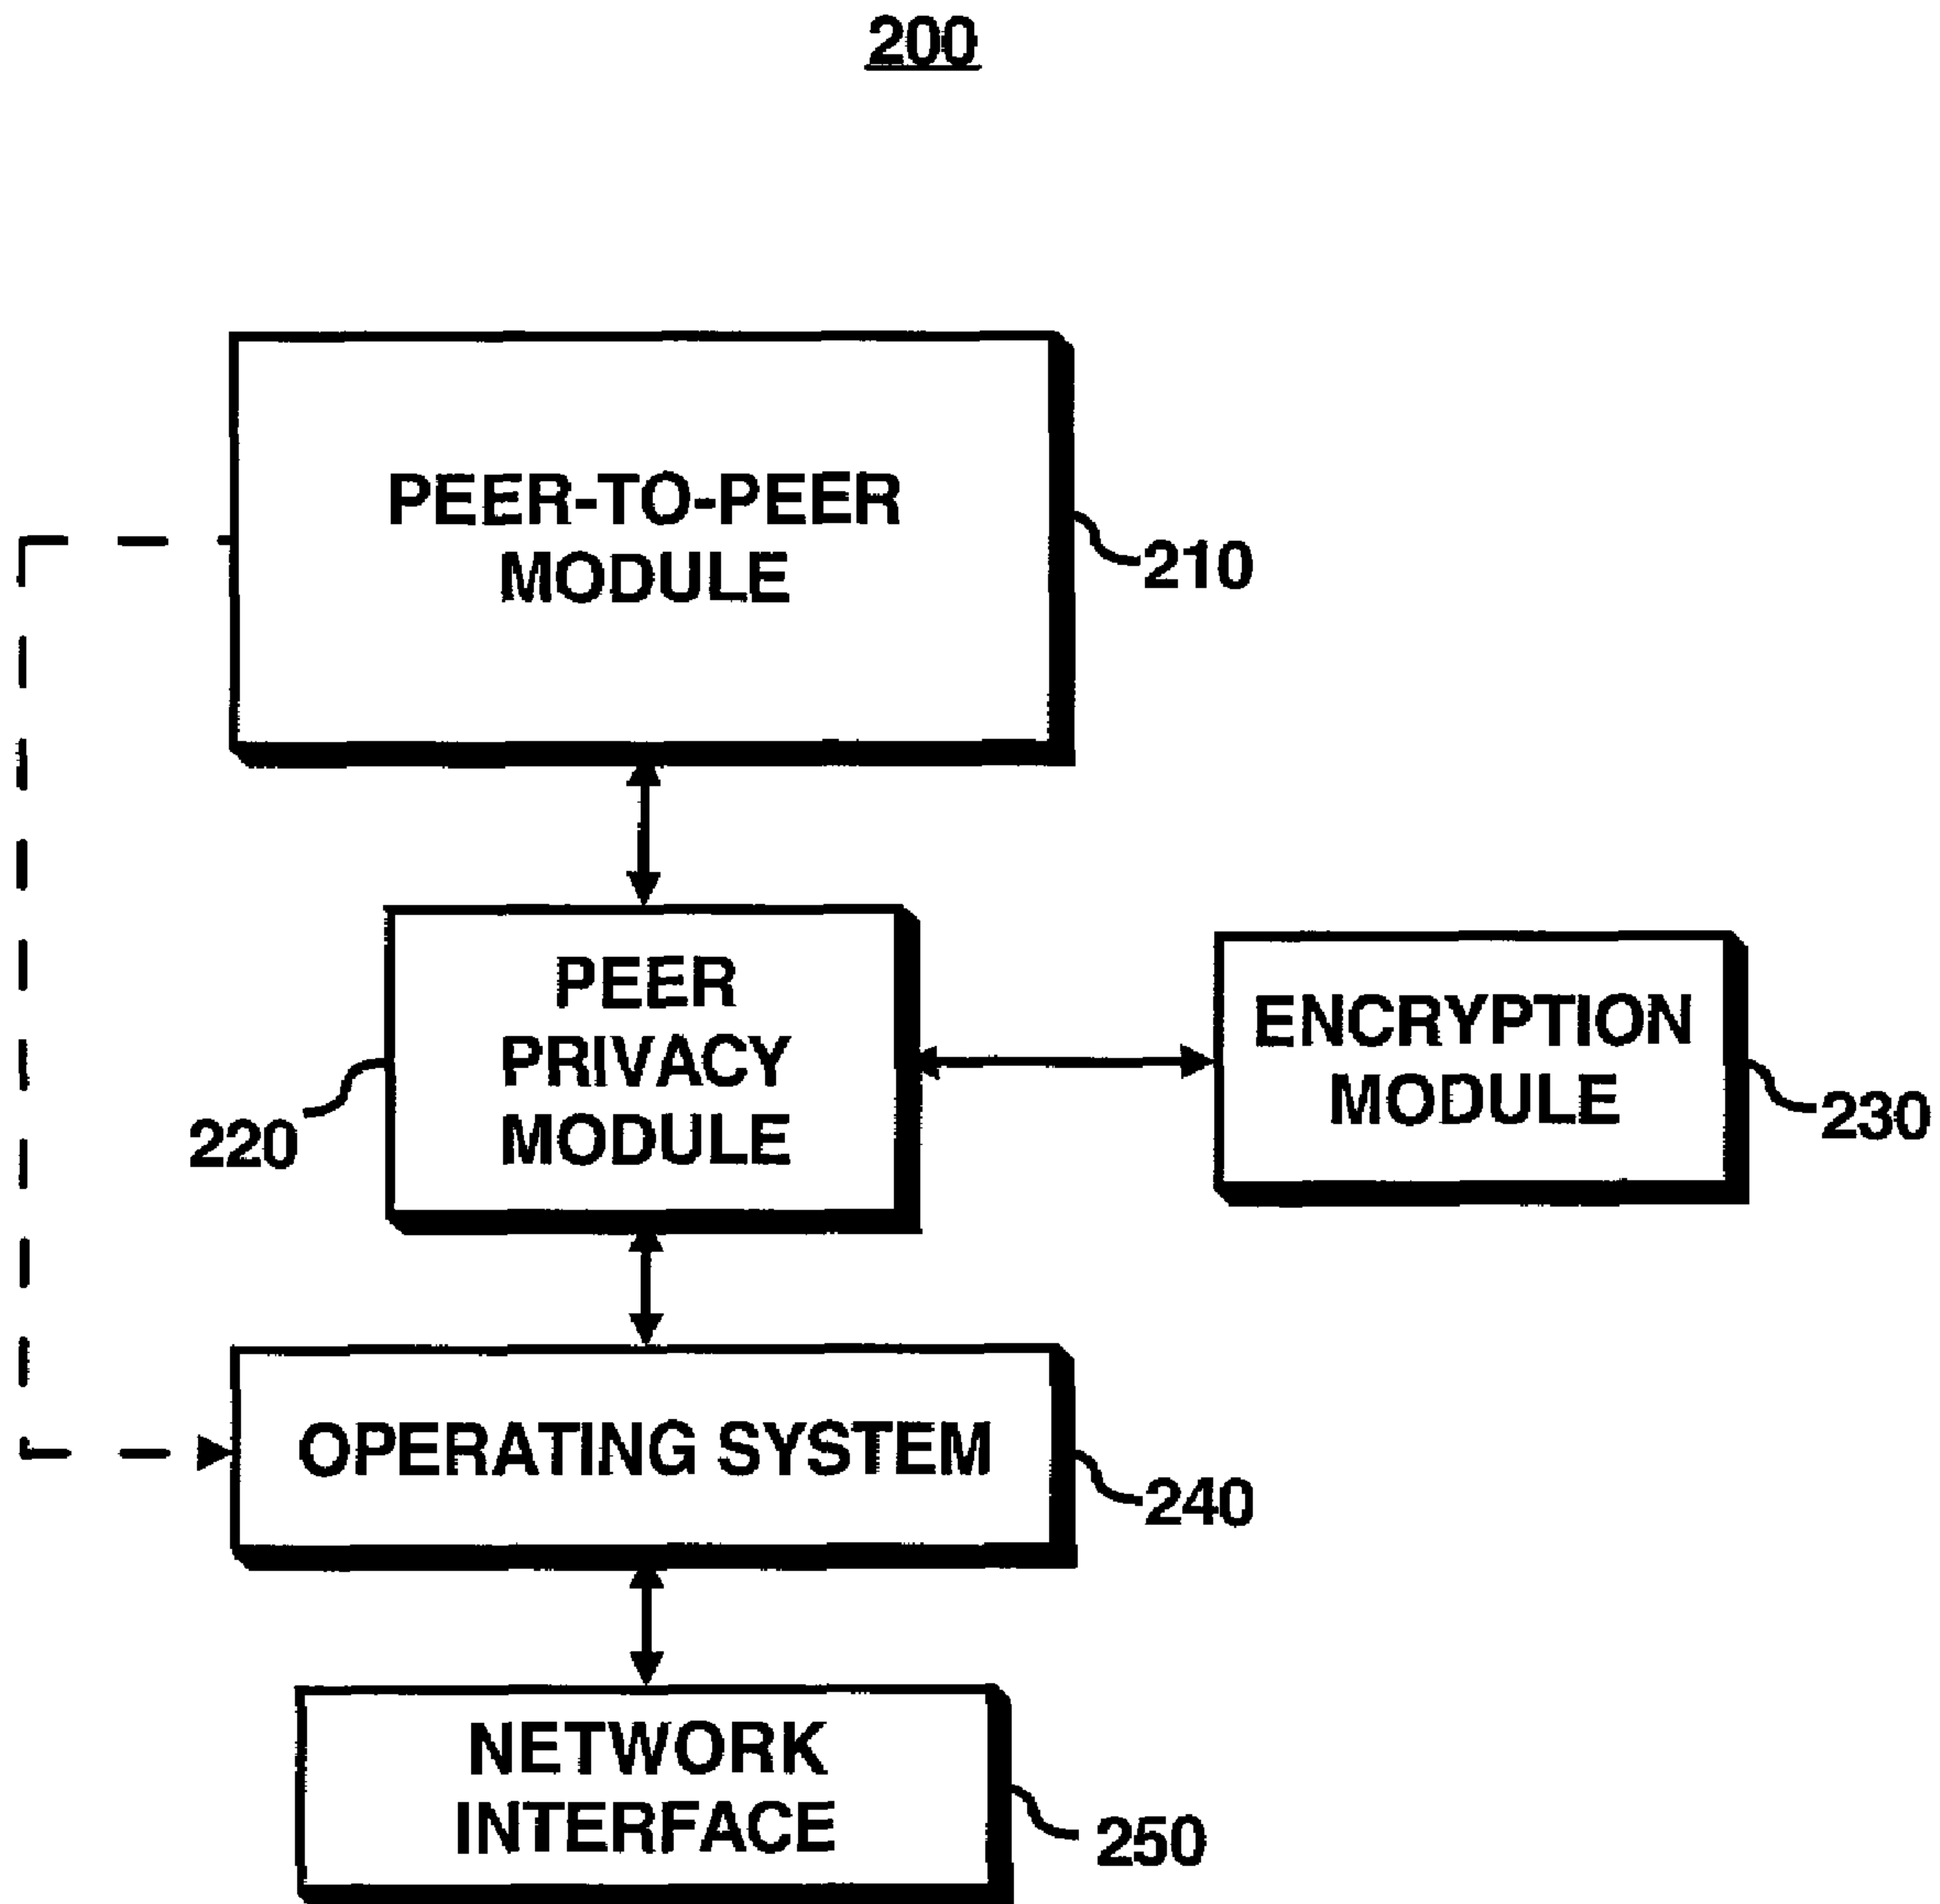 200
PEER-TO-PEER
MODULE
210
PEER
PRIVACY
MODULE
220
ENCRYPTION
MODULE
230
OPERATING SYSTEM
240
NETWORK
INTERFACE
250